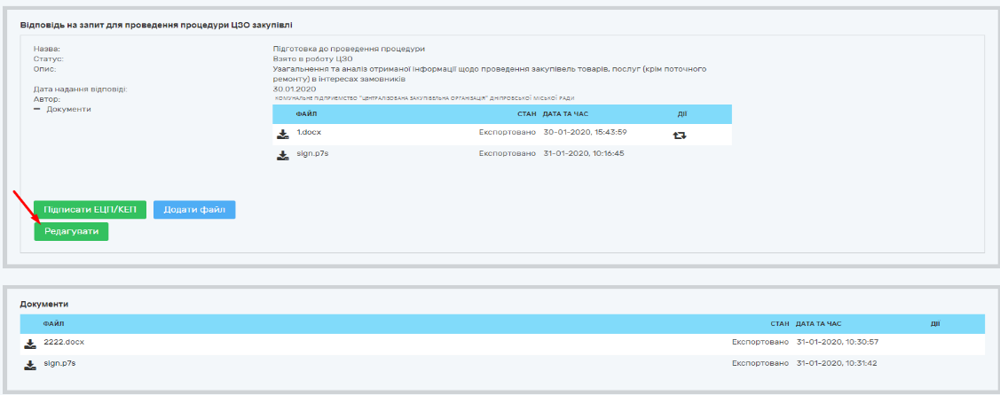 Відповідь на запит для проведення процедури ЦЗО закупівлі
Назва: Підготовка до проведення процедури
Статус: Взято в роботу ЦЗО
Опис: Узагальнення та аналіз отриманої інформації щодо проведення закупівель товарів, послуг (крім поточного
ремонту) в інтересах замовників
Дата надання відповіді: 30.01.2020
Автор: КОМУНАЛЬНЕ ПІДПРИЄМСТВО "ЦЕНТРАЛІЗОВАНА ЗАКУПІВЕЛЬНА ОРГАНІЗАЦІЯ" ДНІПРОВСЬКОЇ МІСЬКОЇ РАДИ
Документи
ФАЙЛ СТАН ДАТА ТА ЧАС ДІЇ
1.docx Експортовано 30-01-2020, 15:43:59
sign.p7s Експортовано 31-01-2020, 10:16:45
Підписати ЕЦП/КЕП Додати файл
Редагувати
Документи
ФАЙЛ СТАН ДАТА ТА ЧАС ДІЇ
2222.docx Експортовано 31-01-2020, 10:30:57
sign.p7s Експортовано 31-01-2020, 10:31:42